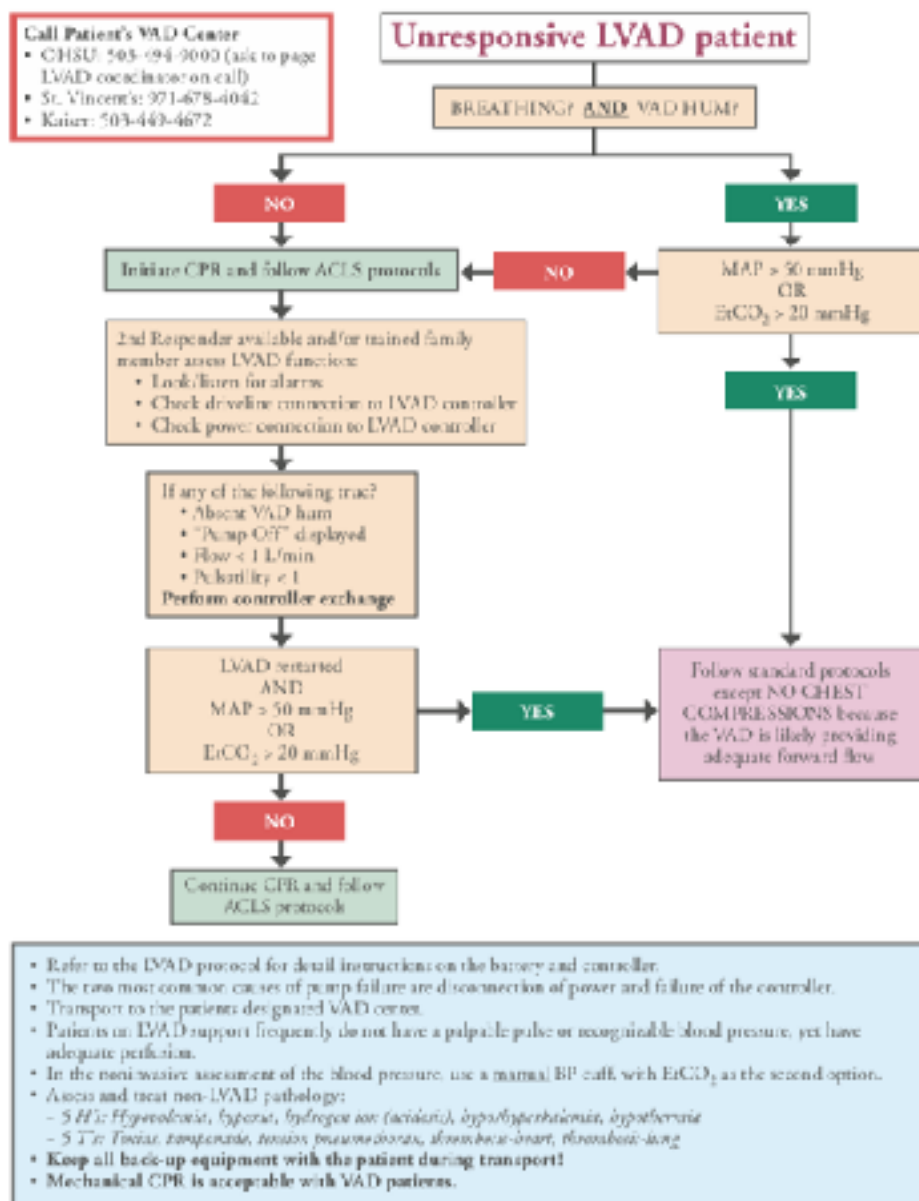 Call Patient's VAD Center
• OHSU: 503-494-9000 (ask to page
LVAD coordinator on call)
• St. Vincent's: 971-678-4042
• Kaiser: 503-449-4672
Unresponsive LVAD patient
BREATHING? AND VAD HUM?
NO
YES
Initiate CPR and follow ACLS protocols
NO
MAP > 50 mmHg
OR
EtCO₂ > 20 mmHg
2nd Responder available and/or trained family
member assess LVAD function:
• Look/listen for alarms
• Check driveline connection to LVAD controller
• Check power connection to LVAD controller
YES
If any of the following true?
• Absent VAD hum
• "Pump Off" displayed
• Flow < 1 L/min
• Pulsatility < 1
Perform controller exchange
LVAD restarted
AND
MAP > 50 mmHg
OR
EtCO₂ > 20 mmHg
YES
Follow standard protocols
except NO CHEST
COMPRESSIONS because
the VAD is likely providing
adequate forward flow
NO
Continue CPR and follow
ACLS protocols
• Refer to the LVAD protocol for detail instructions on the battery and controller.
• The two most common causes of pump failure are disconnection of power and failure of the controller.
• Transport to the patients designated VAD center.
• Patients on LVAD support frequently do not have a palpable pulse or recognizable blood pressure, yet have
adequate perfusion.
• In the noninvasive assessment of the blood pressure, use a manual BP cuff, with EtCO₂ as the second option.
• Assess and treat non-LVAD pathology:
– 5 H's: Hypovolemia, hypoxia, hydrogen ion (acidosis), hypo/hyperkalemia, hypothermia
– 5 T's: Toxins, tamponade, tension pneumothorax, thrombosis-heart, thrombosis-lung
• Keep all back-up equipment with the patient during transport!
• Mechanical CPR is acceptable with VAD patients.